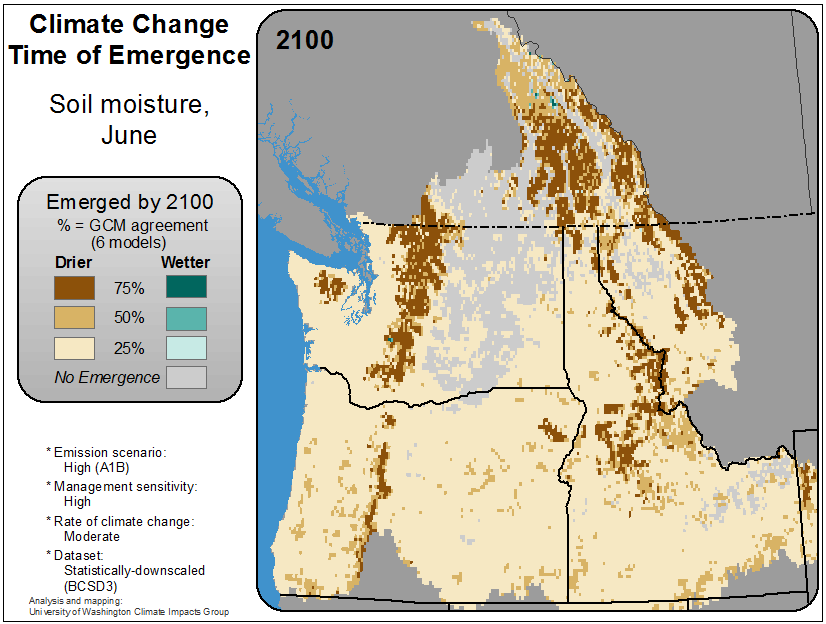 Climate Change
Time of Emergence
Soil moisture,
June
Emerged by 2100
% = GCM agreement
(6 models)
Drier Wetter
75%
50%
25%
No Emergence
* Emission scenario:
High (A1B)
* Management sensitivity:
High
* Rate of climate change:
Moderate
* Dataset:
Statistically-downscaled
(BCSD3)
Analysis and mapping:
University of Washington Climate Impacts Group
2100